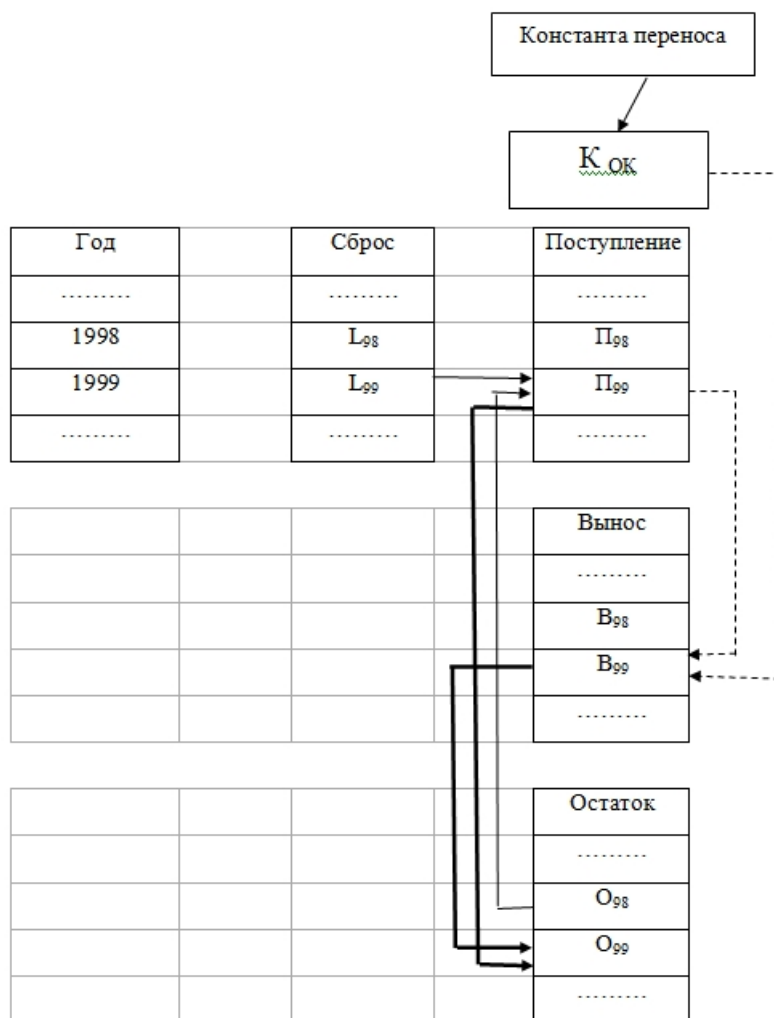 Константа переноса
К ОК
Год Сброс Поступление
......... ......... .........
1998 L98 П98
1999 L99 П99
......... ......... .........
Вынос
.........
В98
В99
.........
Остаток
.........
О98
О99
.........